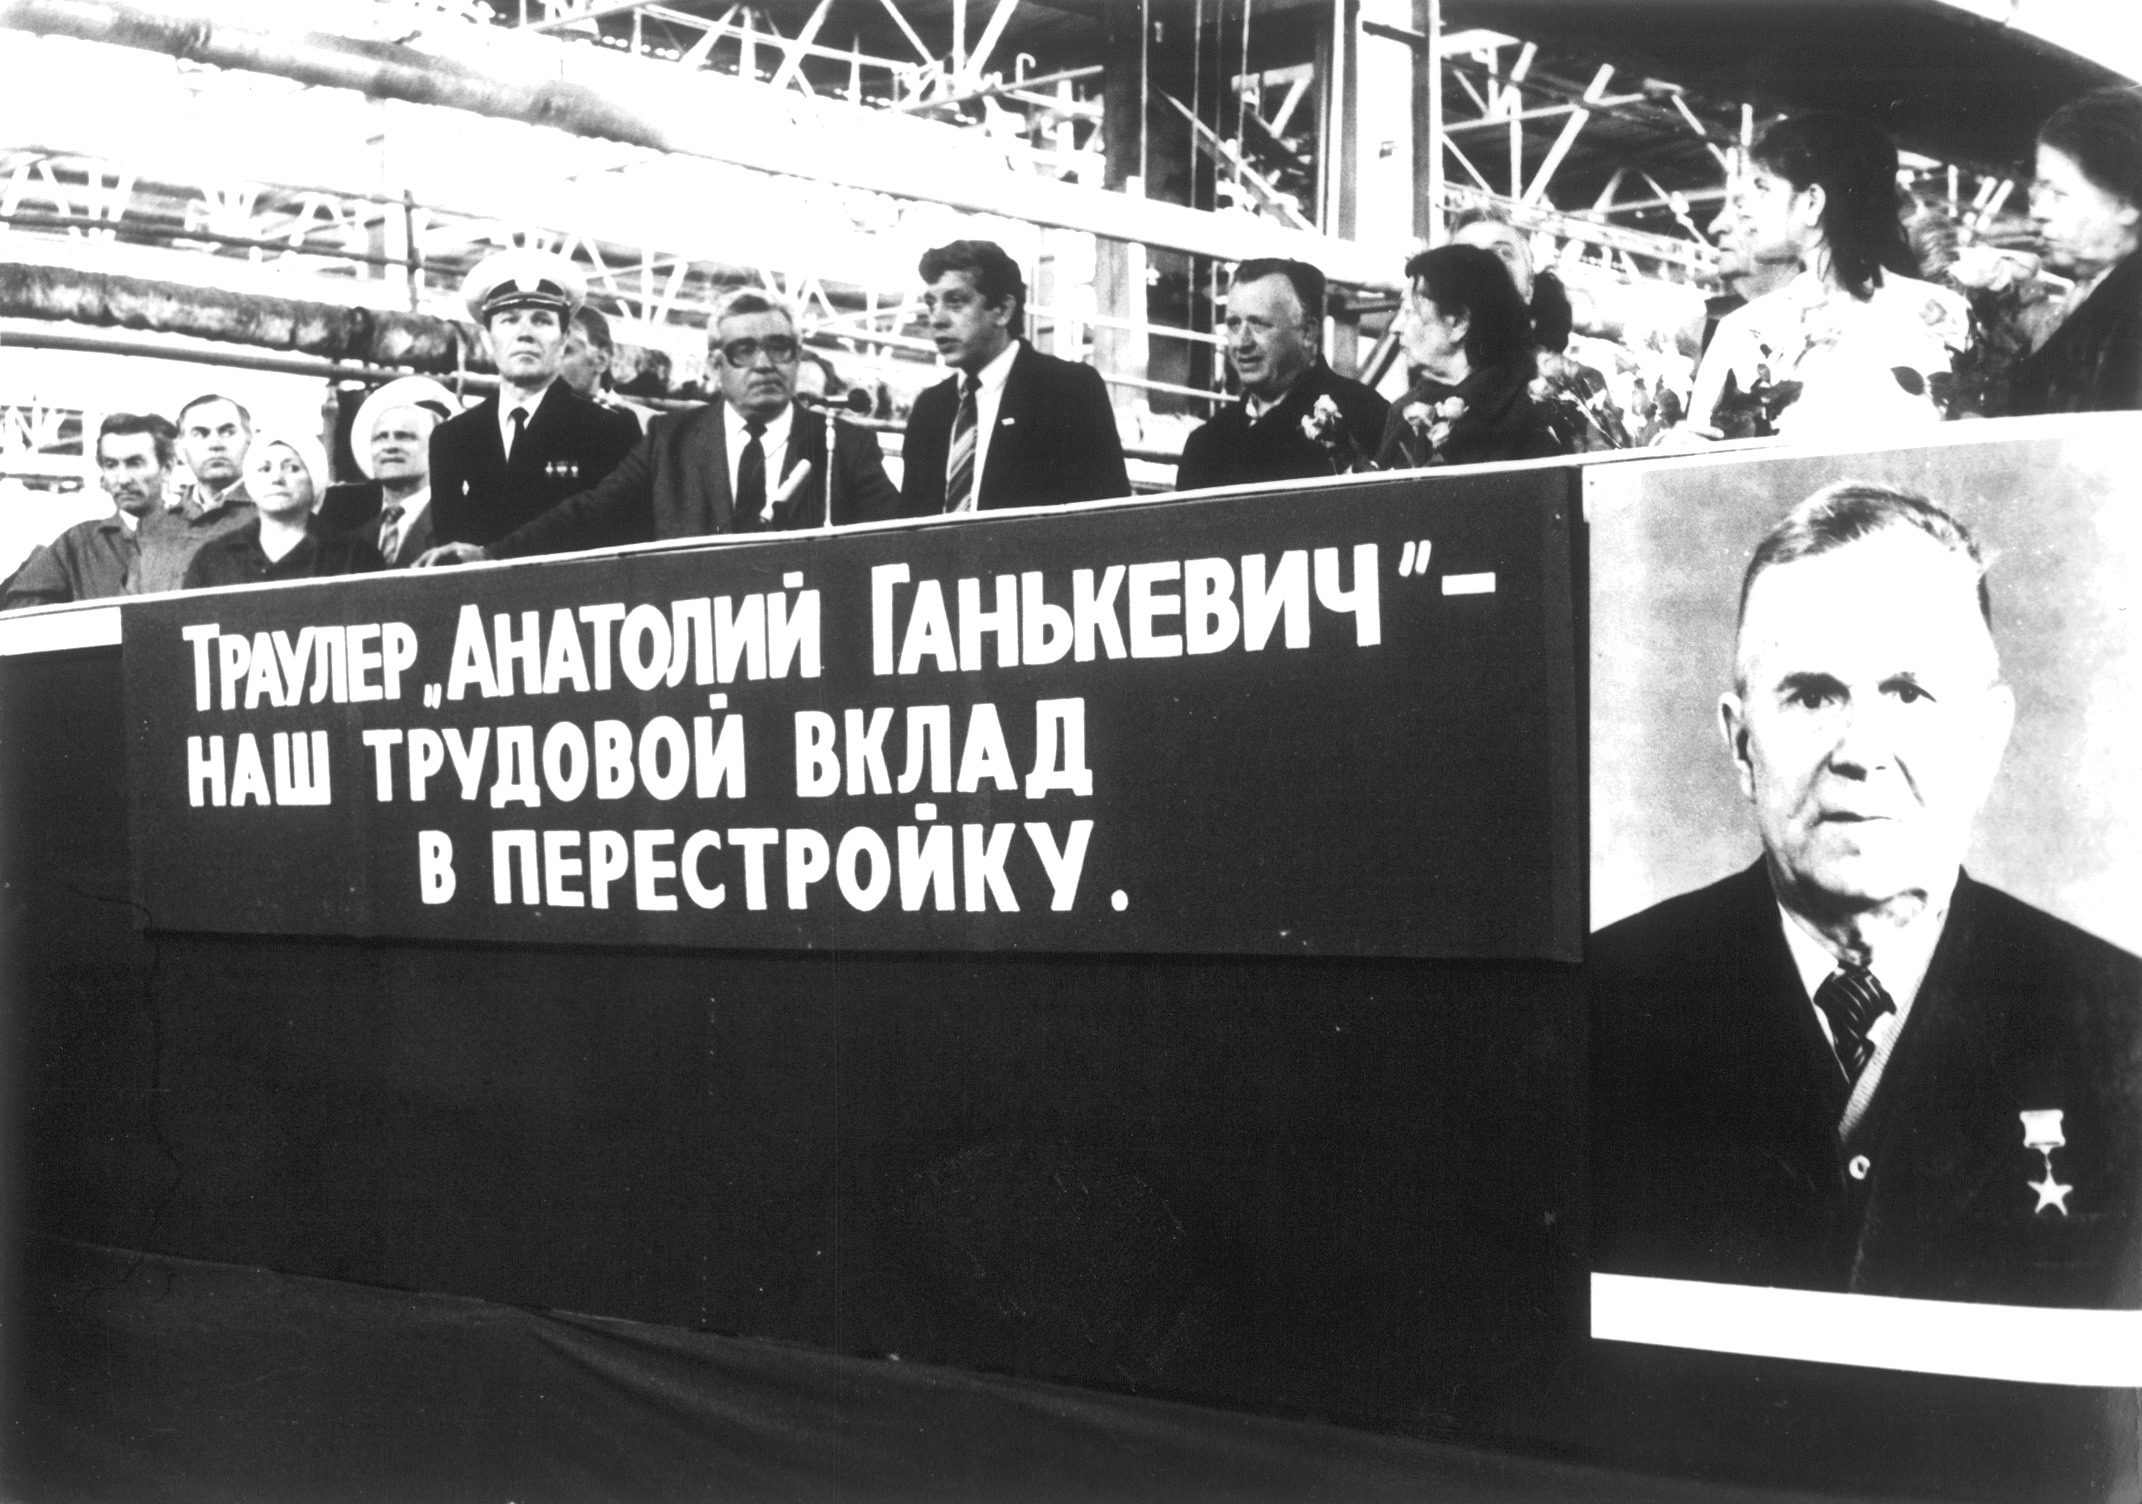 Траулер „Анатолий Ганькевич” –
наш трудовой вклад
в перестройку.